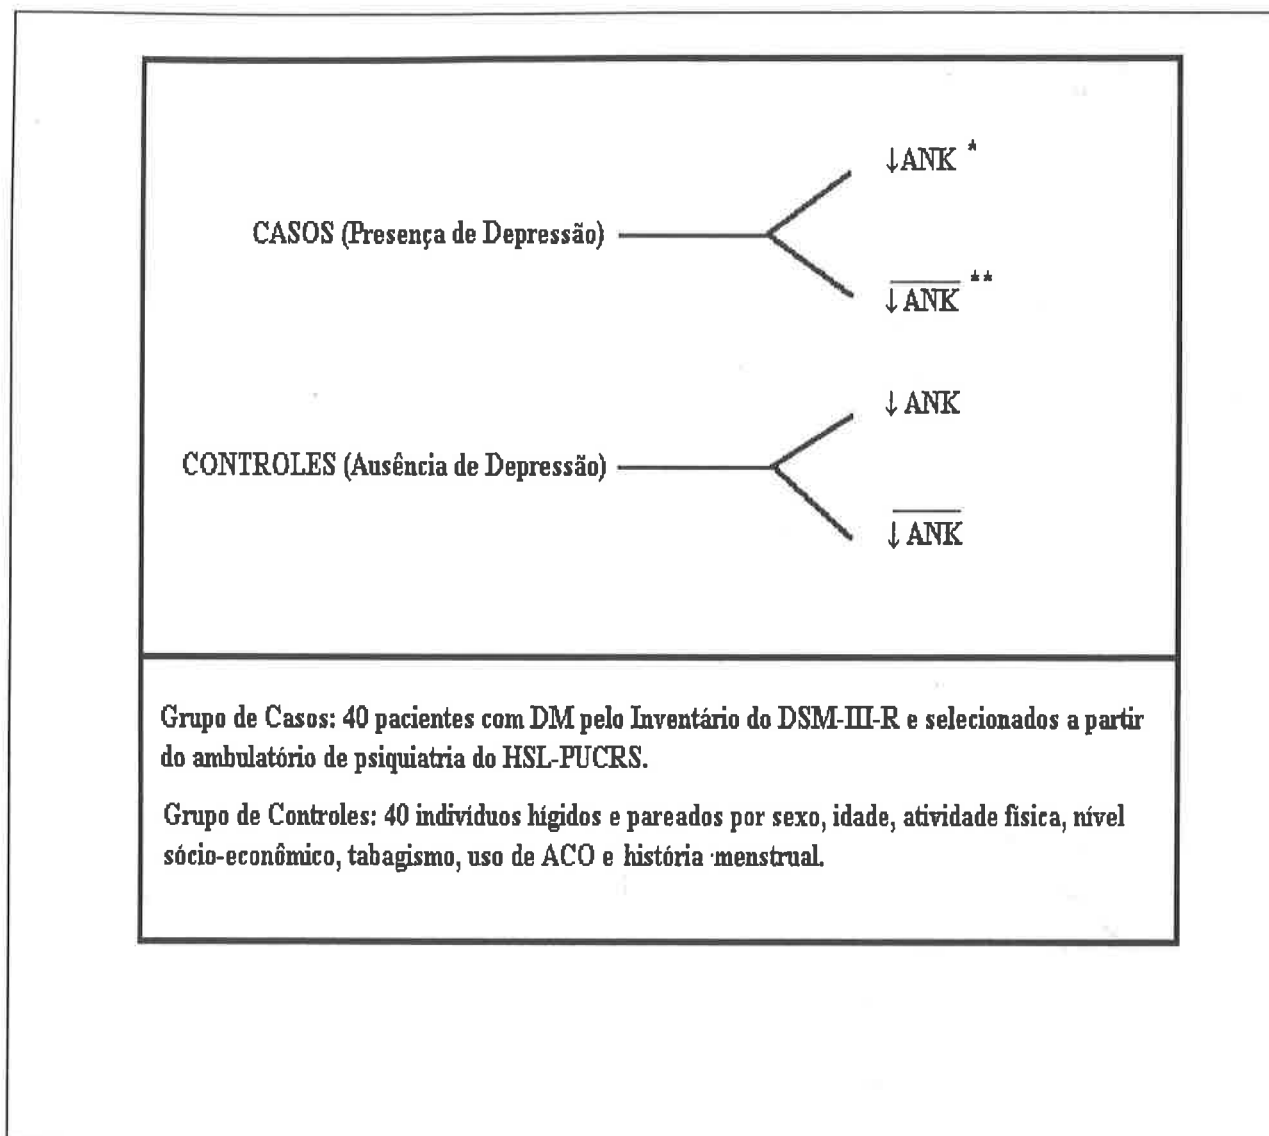 ↓ANK *
CASOS (Presença de Depressão)
↓A̅N̅K̅ **
↓ ANK
CONTROLES (Ausência de Depressão)
↓ A̅N̅K̅
Grupo de Casos: 40 pacientes com DM pelo Inventário do DSM-III-R e selecionados a partir
do ambulatório de psiquiatria do HSL-PUCRS.
Grupo de Controles: 40 indivíduos hígidos e pareados por sexo, idade, atividade física, nível
sócio-econômico, tabagismo, uso de ACO e história menstrual.